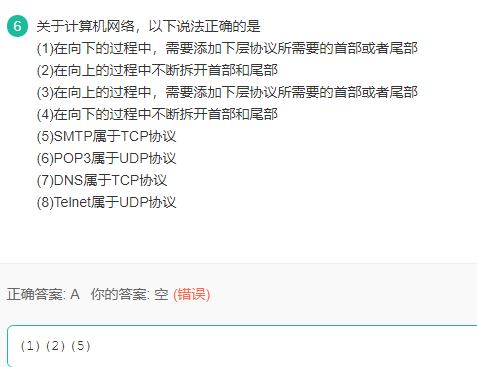 6 关于计算机网络，以下说法正确的是
(1)在向下的过程中，需要添加下层协议所需要的首部或者尾部
(2)在向上的过程中不断拆开首部和尾部
(3)在向上的过程中，需要添加下层协议所需要的首部或者尾部
(4)在向下的过程中不断拆开首部和尾部
(5)SMTP属于TCP协议
(6)POP3属于UDP协议
(7)DNS属于TCP协议
(8)Telnet属于UDP协议
正确答案: A 你的答案: 空 (错误)
(1)(2)(5)